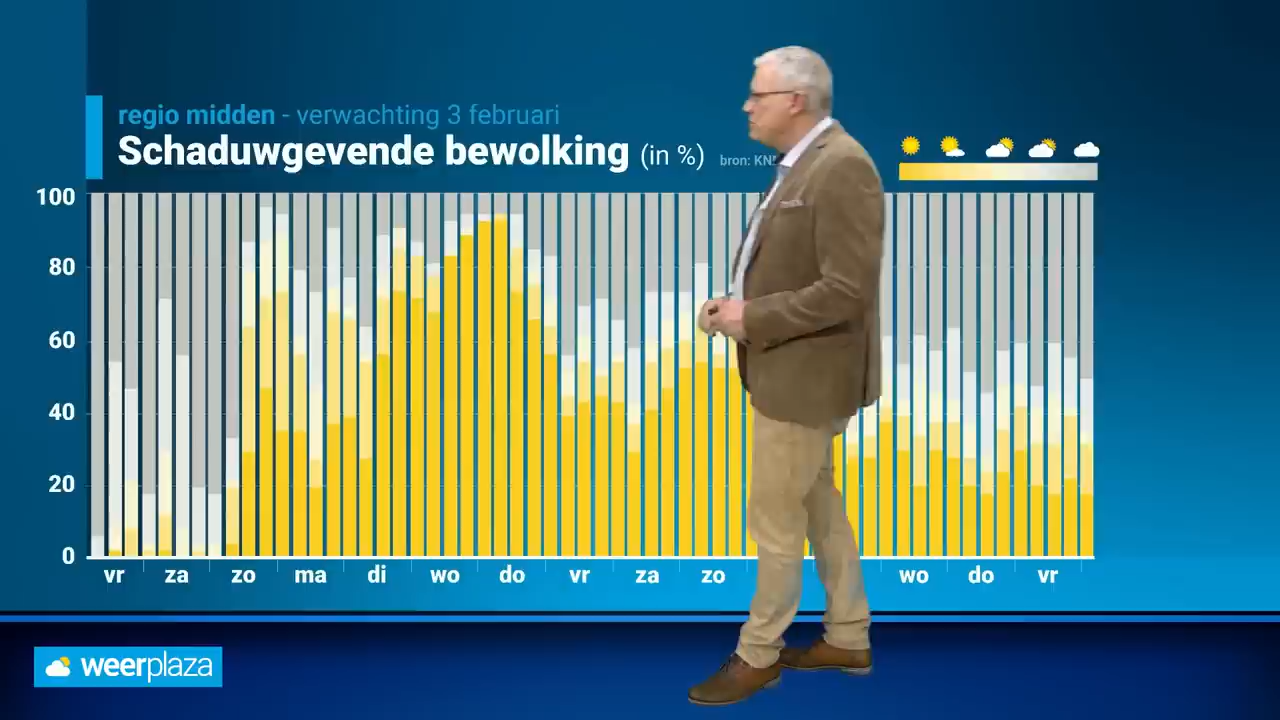 regio midden - verwachting 3 februari
Schaduwgevende bewolking (in %) bron:
100
80
60
40
20
0
vr za zo ma di wo do vr za zo wo do vr
weerplaza